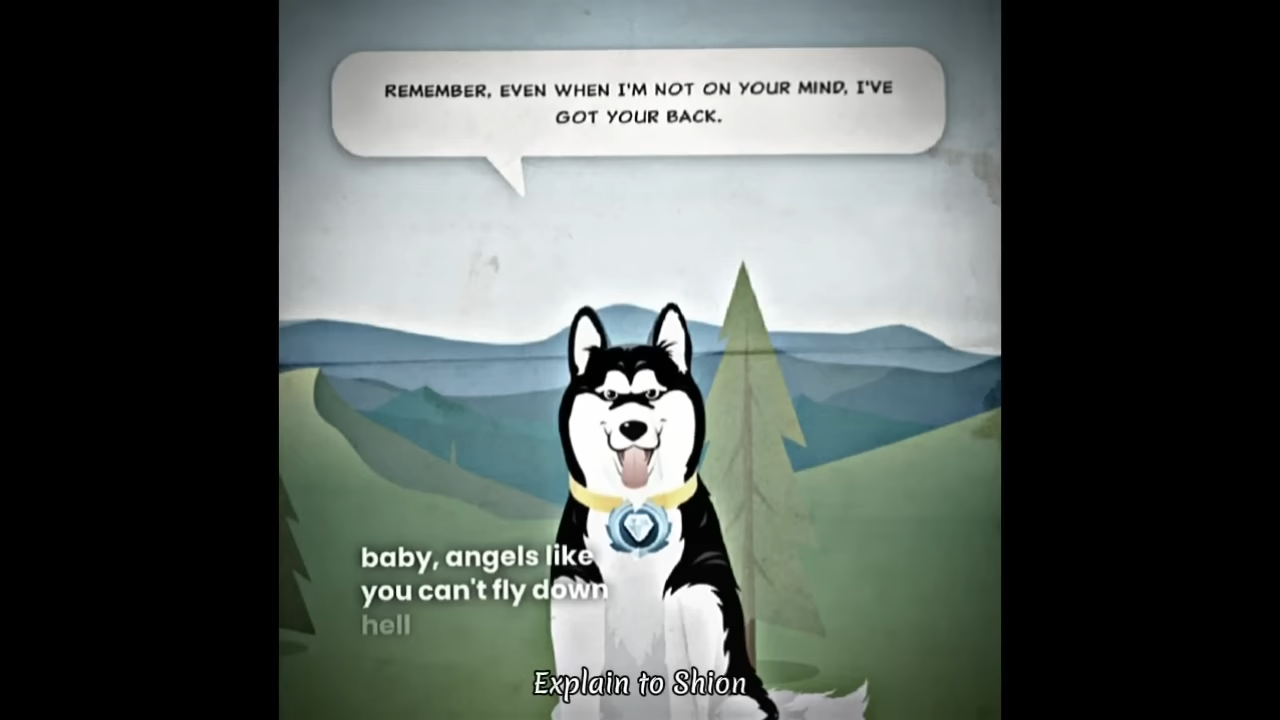 REMEMBER, EVEN WHEN I'M NOT ON YOUR MIND, I'VE
GOT YOUR BACK.
baby, angels like
you can't fly down
hell
Explain to Shion